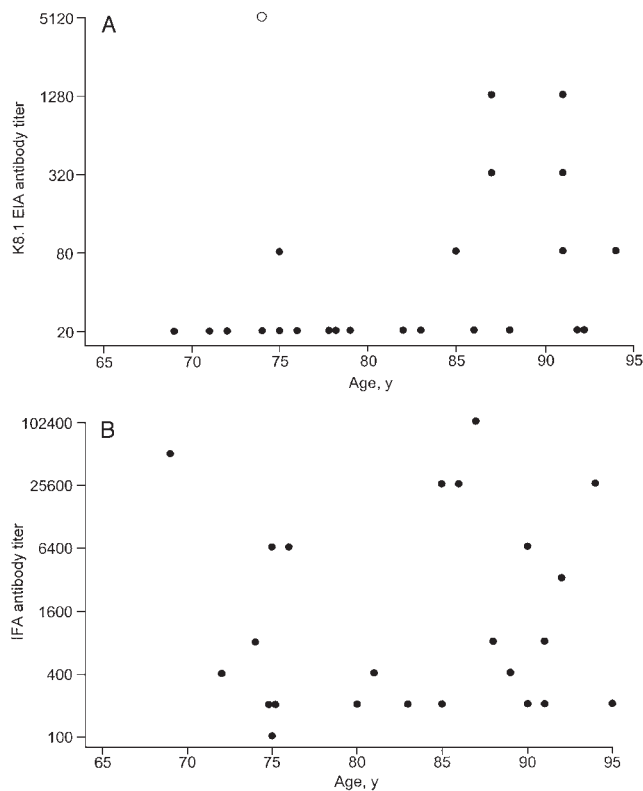 A
K8.1 EIA antibody titer
5120
1280
320
80
20
65 70 75 80 85 90 95
Age, y
B
IFA antibody titer
102400
25600
6400
1600
400
100
65 70 75 80 85 90 95
Age, y